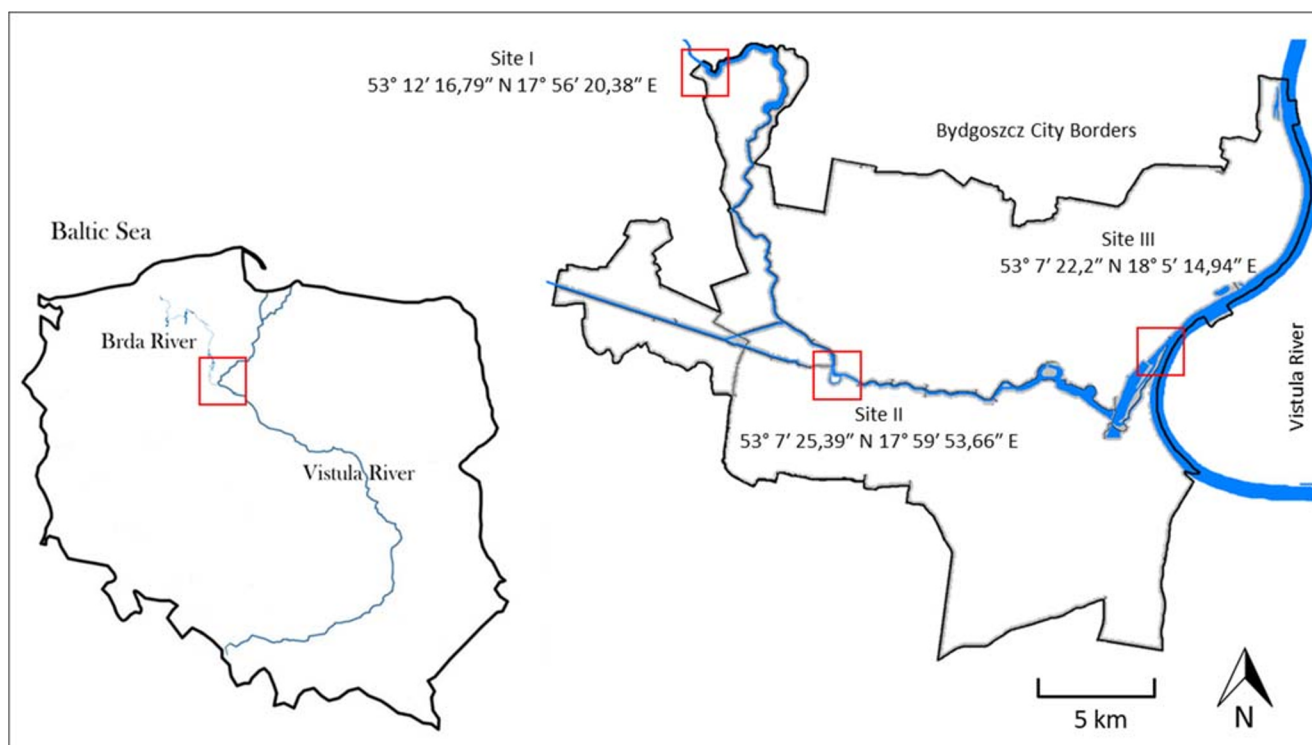 Site I
53° 12’ 16,79” N 17° 56’ 20,38” E
Bydgoszcz City Borders
Baltic Sea
Site III
53° 7’ 22,2” N 18° 5’ 14,94” E
Brda River
Vistula River
Site II
53° 7’ 25,39” N 17° 59’ 53,66” E
Vistula River
5 km
N